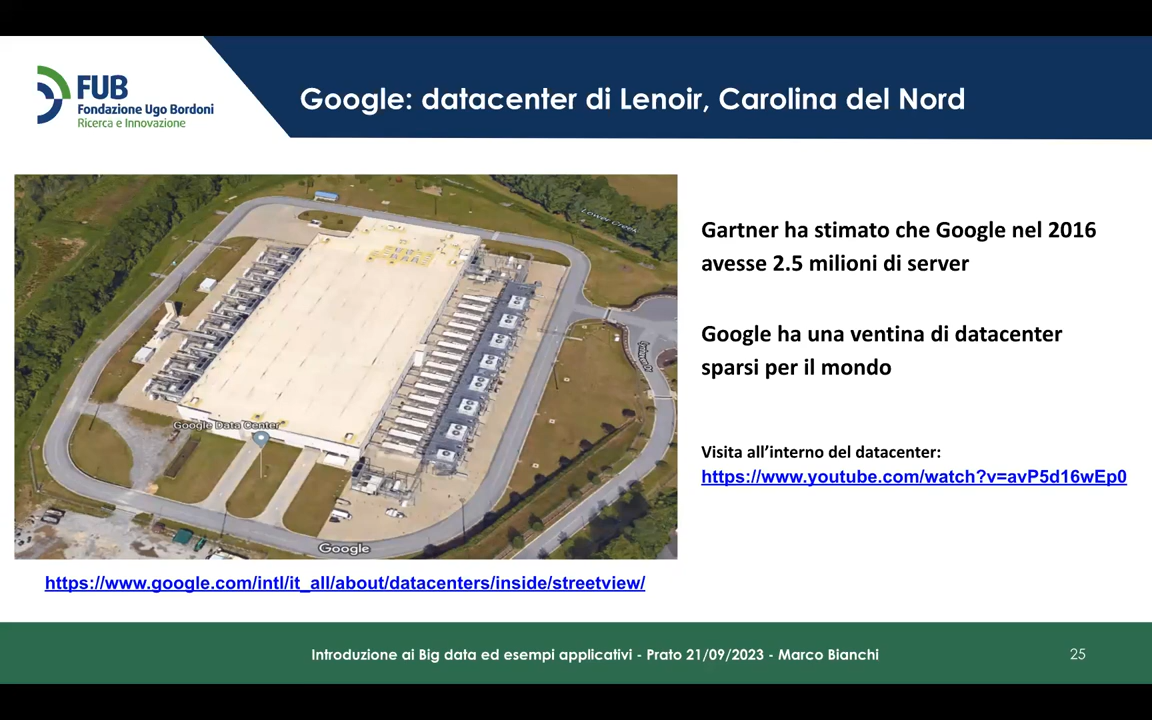 FUB
Fondazione Ugo Bordoni
Ricerca e Innovazione
Google: datacenter di Lenoir, Carolina del Nord
Lower Creek
Google Data Center
Google
Gartner ha stimato che Google nel 2016
avesse 2.5 milioni di server
Google ha una ventina di datacenter
sparsi per il mondo
Visita all’interno del datacenter:
https://www.youtube.com/watch?v=avP5d16wEp0
https://www.google.com/intl/it_all/about/datacenters/inside/streetview/
Introduzione ai Big data ed esempi applicativi - Prato 21/09/2023 - Marco Bianchi
25